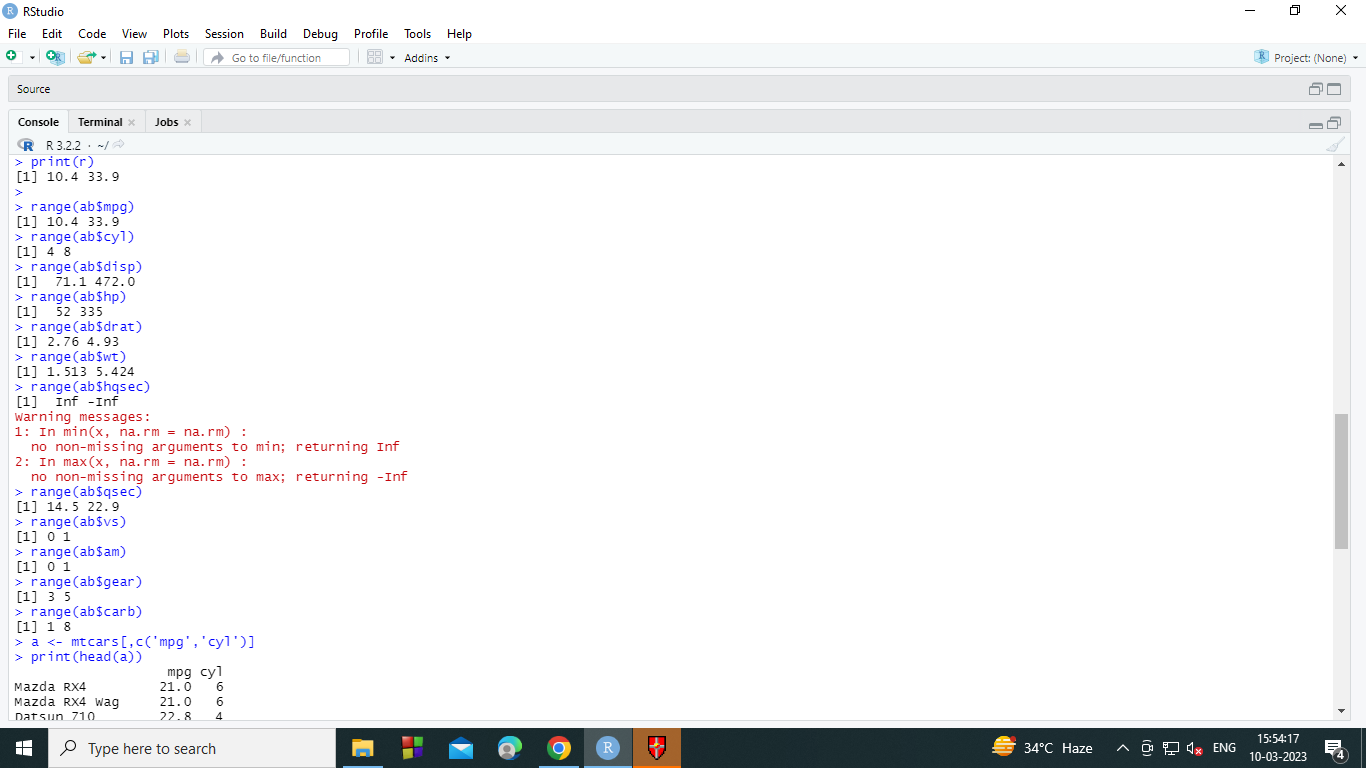 RStudio
File Edit Code View Plots Session Build Debug Profile Tools Help
Go to file/function Addins Project: (None)
Source
Console Terminal Jobs
R 3.2.2 · ~/
> print(r)
[1] 10.4 33.9
>
> range(ab$mpg)
[1] 10.4 33.9
> range(ab$cyl)
[1] 4 8
> range(ab$disp)
[1]  71.1 472.0
> range(ab$hp)
[1]  52 335
> range(ab$drat)
[1] 2.76 4.93
> range(ab$wt)
[1] 1.513 5.424
> range(ab$hqsec)
[1]  Inf -Inf
Warning messages:
1: In min(x, na.rm = na.rm) :
  no non-missing arguments to min; returning Inf
2: In max(x, na.rm = na.rm) :
  no non-missing arguments to max; returning -Inf
> range(ab$qsec)
[1] 14.5 22.9
> range(ab$vs)
[1] 0 1
> range(ab$am)
[1] 0 1
> range(ab$gear)
[1] 3 5
> range(ab$carb)
[1] 1 8
> a <- mtcars[,c('mpg','cyl')]
> print(head(a))
                   mpg cyl
Mazda RX4         21.0   6
Mazda RX4 Wag     21.0   6
Datsun 710        22.8   4
Type here to search 34°C Haze ENG 15:54:17
10-03-2023 4